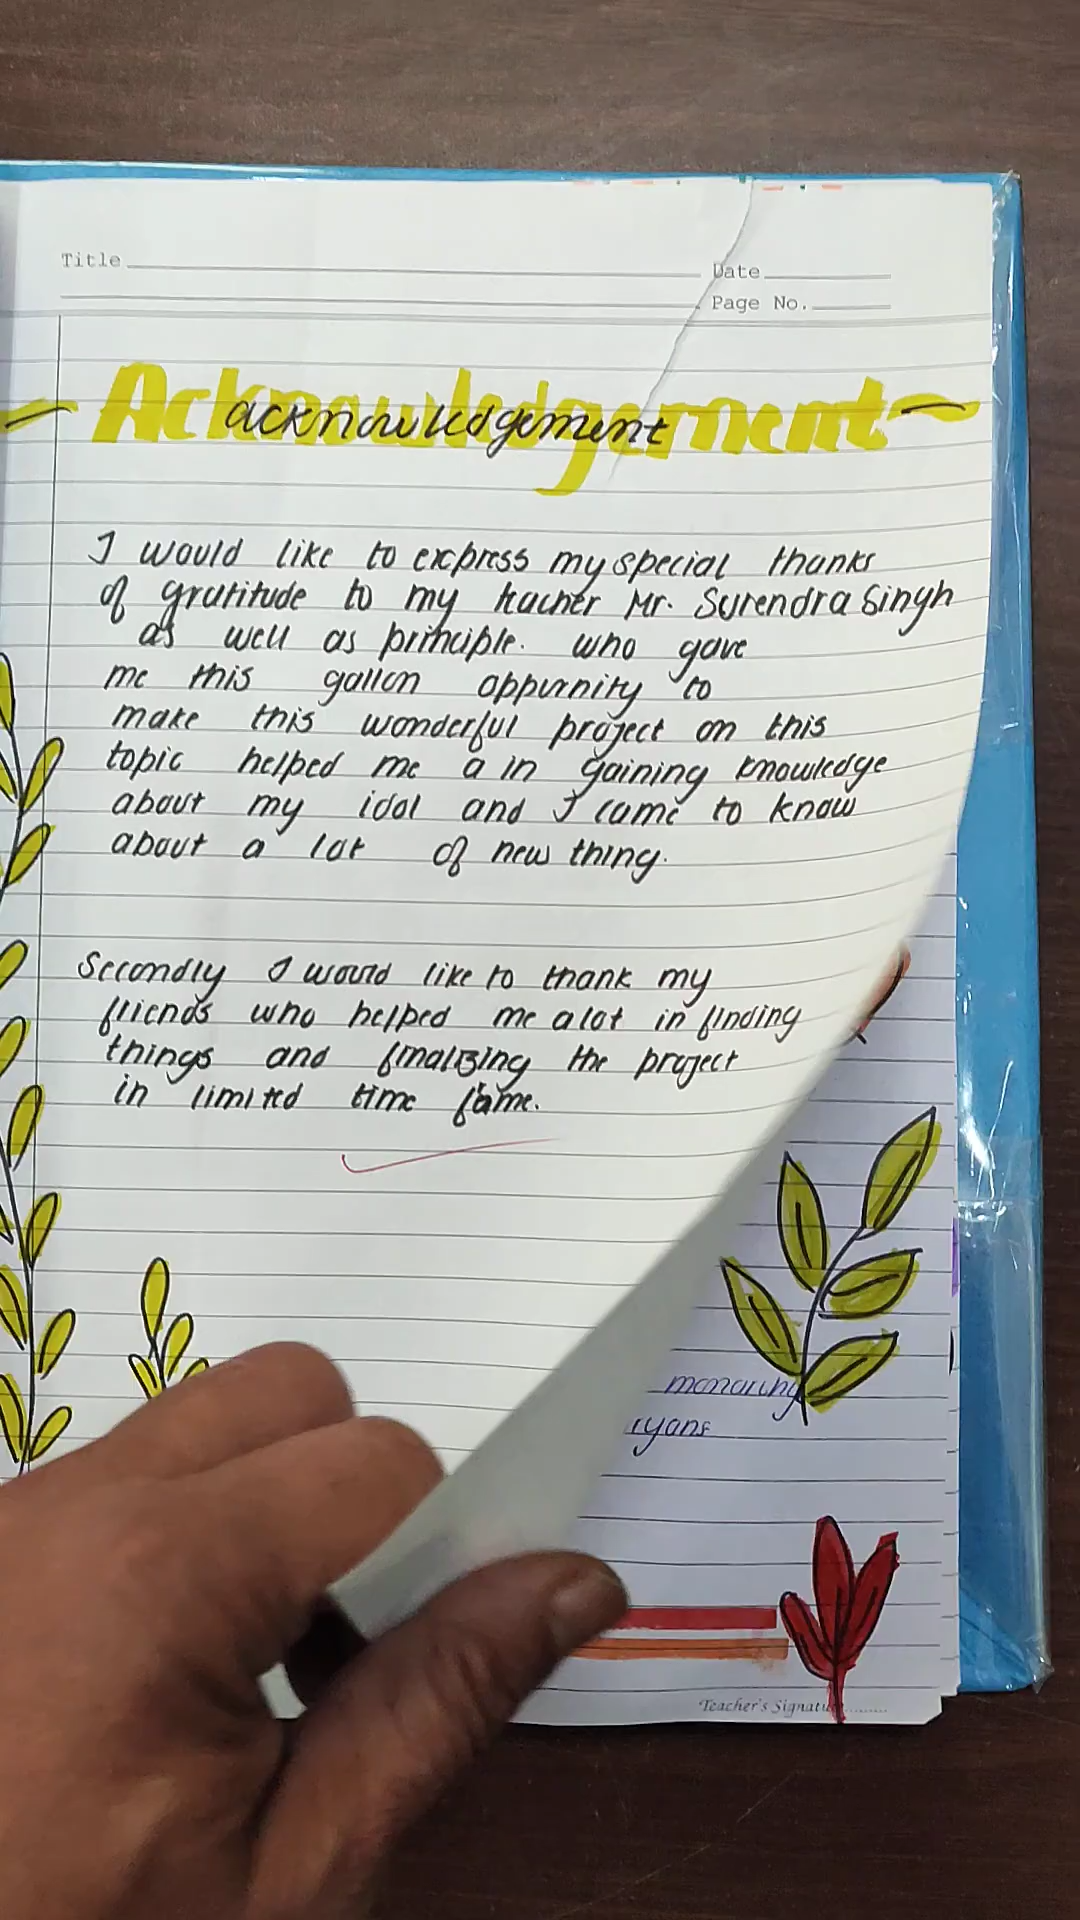 Title
Date
Page No.
Acknowledgement
acknowledgement
I would like to express my special thanks
of gratitude to my teacher Mr. Surendra Singh
as well as principle. who gave
me this gallon oppurnity to
make this wonderful project on this
topic helped me a in gaining knowledge
about my idol and I came to know
about a lot of new thing.
Secondly I would like to thank my
friends who helped me alot in finding
things and finalizing the project
in limited time fame.
Teacher's Signature